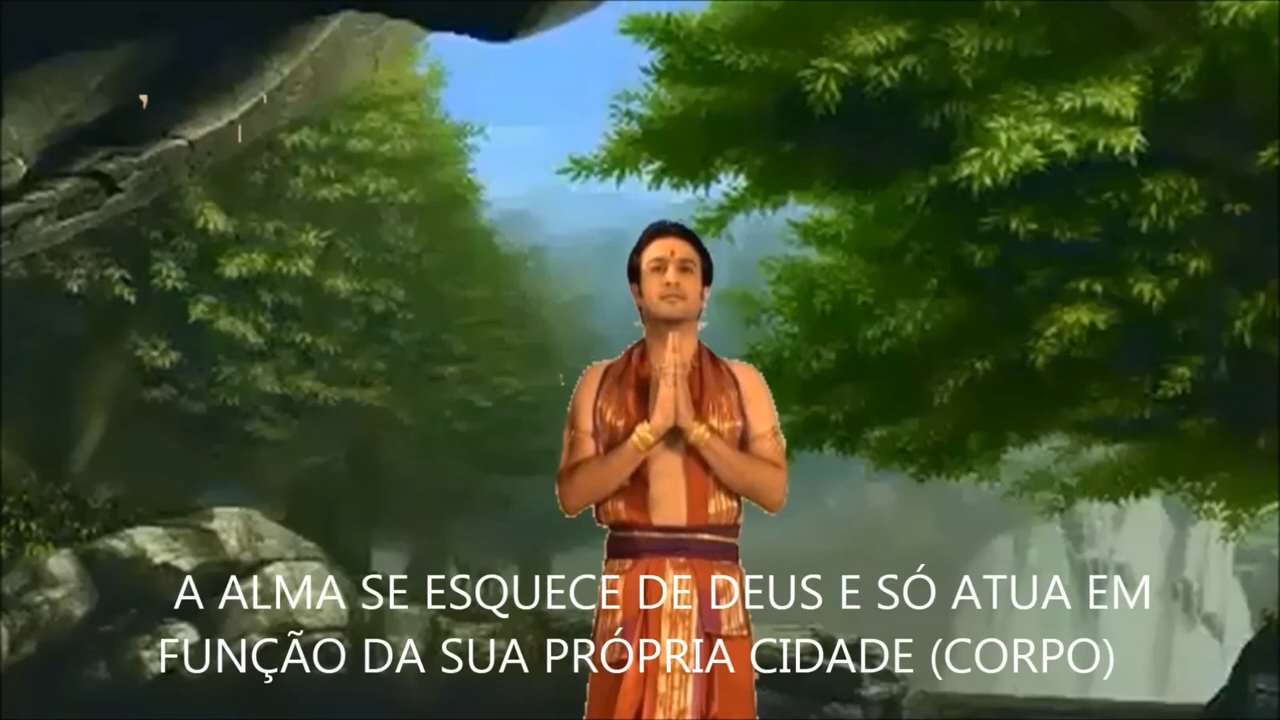 A ALMA SE ESQUECE DE DEUS E SÓ ATUA EM
FUNÇÃO DA SUA PRÓPRIA CIDADE (CORPO)